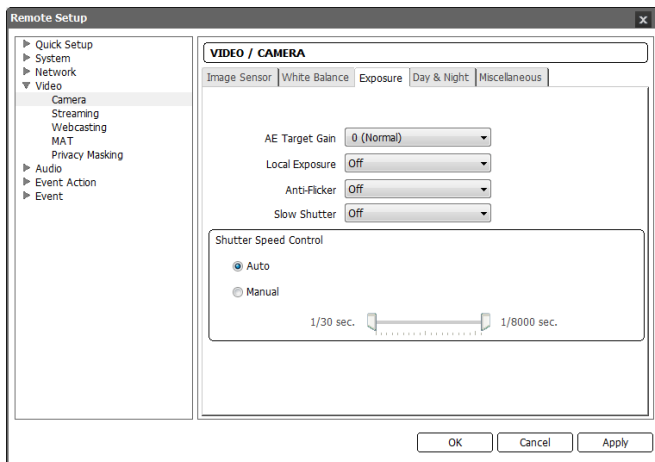 Remote Setup
x
Quick Setup
System
Network
Video
Camera
Streaming
Webcasting
MAT
Privacy Masking
Audio
Event Action
Event
VIDEO / CAMERA
Image Sensor White Balance Exposure Day & Night Miscellaneous
AE Target Gain 0 (Normal)
Local Exposure Off
Anti-Flicker Off
Slow Shutter Off
Shutter Speed Control
Auto
Manual
1/30 sec. 1/8000 sec.
OK Cancel Apply